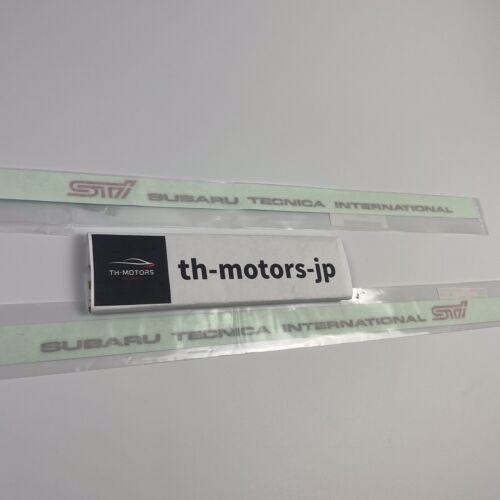 STI SUBARU TECNICA INTERNATIONAL
TH-MOTORS
th-motors-jp
SUBARU TECNICA INTERNATIONAL STI